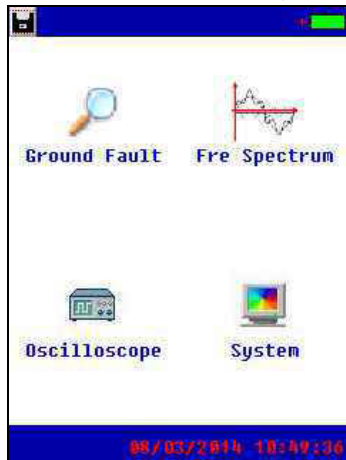 Ground Fault
Fre Spectrum
Oscilloscope
System
08/03/2014 10:49:36